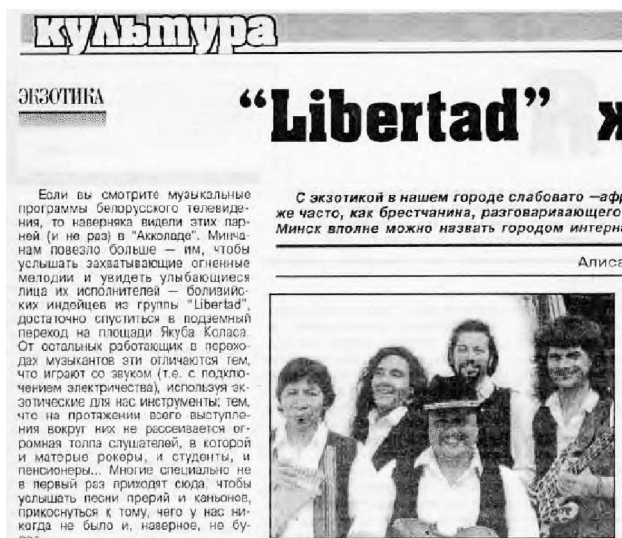 культура
ЭКЗОТИКА
“Libertad” ж
Если вы смотрите музыкальные
программы белорусского телевиде-
ния, то наверняка видели этих пар-
ней (и не раз) в "Акколаде". Минча-
нам повезло больше — им, чтобы
услышать захватывающие огненные
мелодии и увидеть улыбающиеся
лица их исполнителей — боливийс-
ких индейцев из группы "Libertad",
достаточно спуститься в подземный
переход на площади Якуба Коласа.
От остальных работающих в перехо-
дах музыкантов эти отличаются тем,
что играют со звуком (т.е. с подклю-
чением электричества), используя эк-
зотические для нас инструменты; тем,
что на протяжении всего выступле-
ния вокруг них не рассеивается ог-
ромная толпа слушателей, в которой
и матерые рокеры, и студенты, и
пенсионеры... Многие специально не
в первый раз приходят сюда, чтобы
услышать песни прерий и каньонов,
прикоснуться к тому, чего у нас ни-
когда не было и, наверное, не бу-
С экзотикой в нашем городе слабовато —афр
же часто, как брестчанина, разговаривающего
Минск вполне можно назвать городом интерна
Алиса